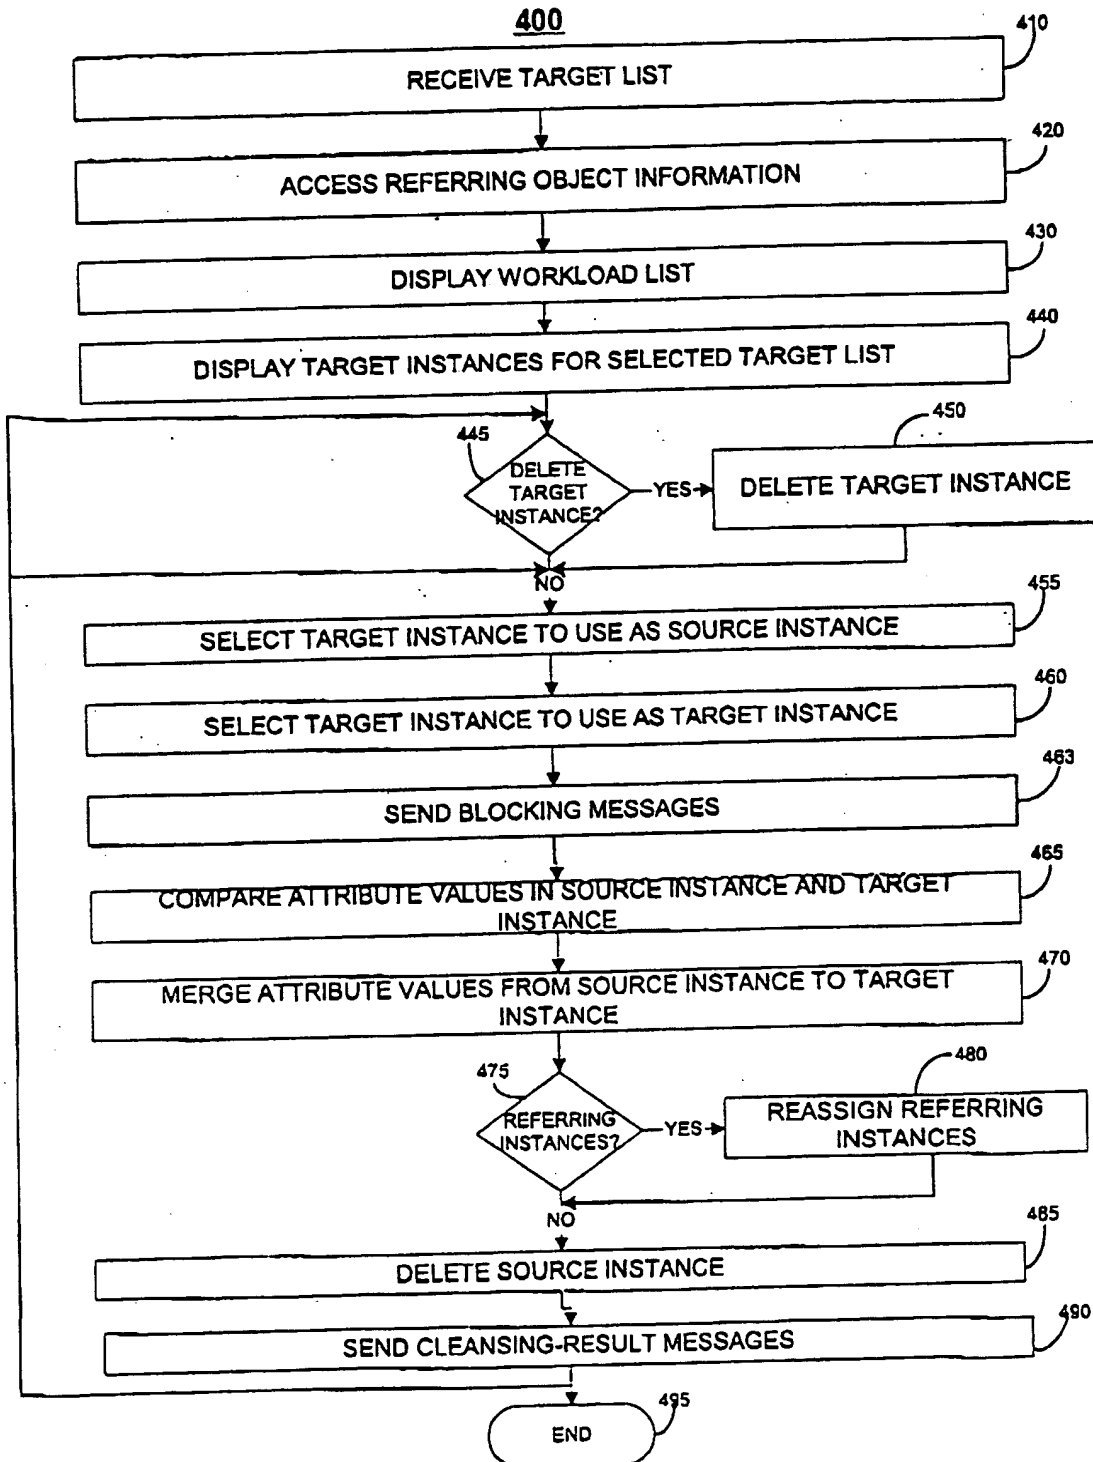 400
410
RECEIVE TARGET LIST
420
ACCESS REFERRING OBJECT INFORMATION
430
DISPLAY WORKLOAD LIST
440
DISPLAY TARGET INSTANCES FOR SELECTED TARGET LIST
445
DELETE
TARGET
INSTANCE?
YES
450
DELETE TARGET INSTANCE
NO
455
SELECT TARGET INSTANCE TO USE AS SOURCE INSTANCE
460
SELECT TARGET INSTANCE TO USE AS TARGET INSTANCE
463
SEND BLOCKING MESSAGES
465
COMPARE ATTRIBUTE VALUES IN SOURCE INSTANCE AND TARGET
INSTANCE
470
MERGE ATTRIBUTE VALUES FROM SOURCE INSTANCE TO TARGET
INSTANCE
475
REFERRING
INSTANCES?
YES
480
REASSIGN REFERRING
INSTANCES
NO
485
DELETE SOURCE INSTANCE
490
SEND CLEANSING-RESULT MESSAGES
495
END